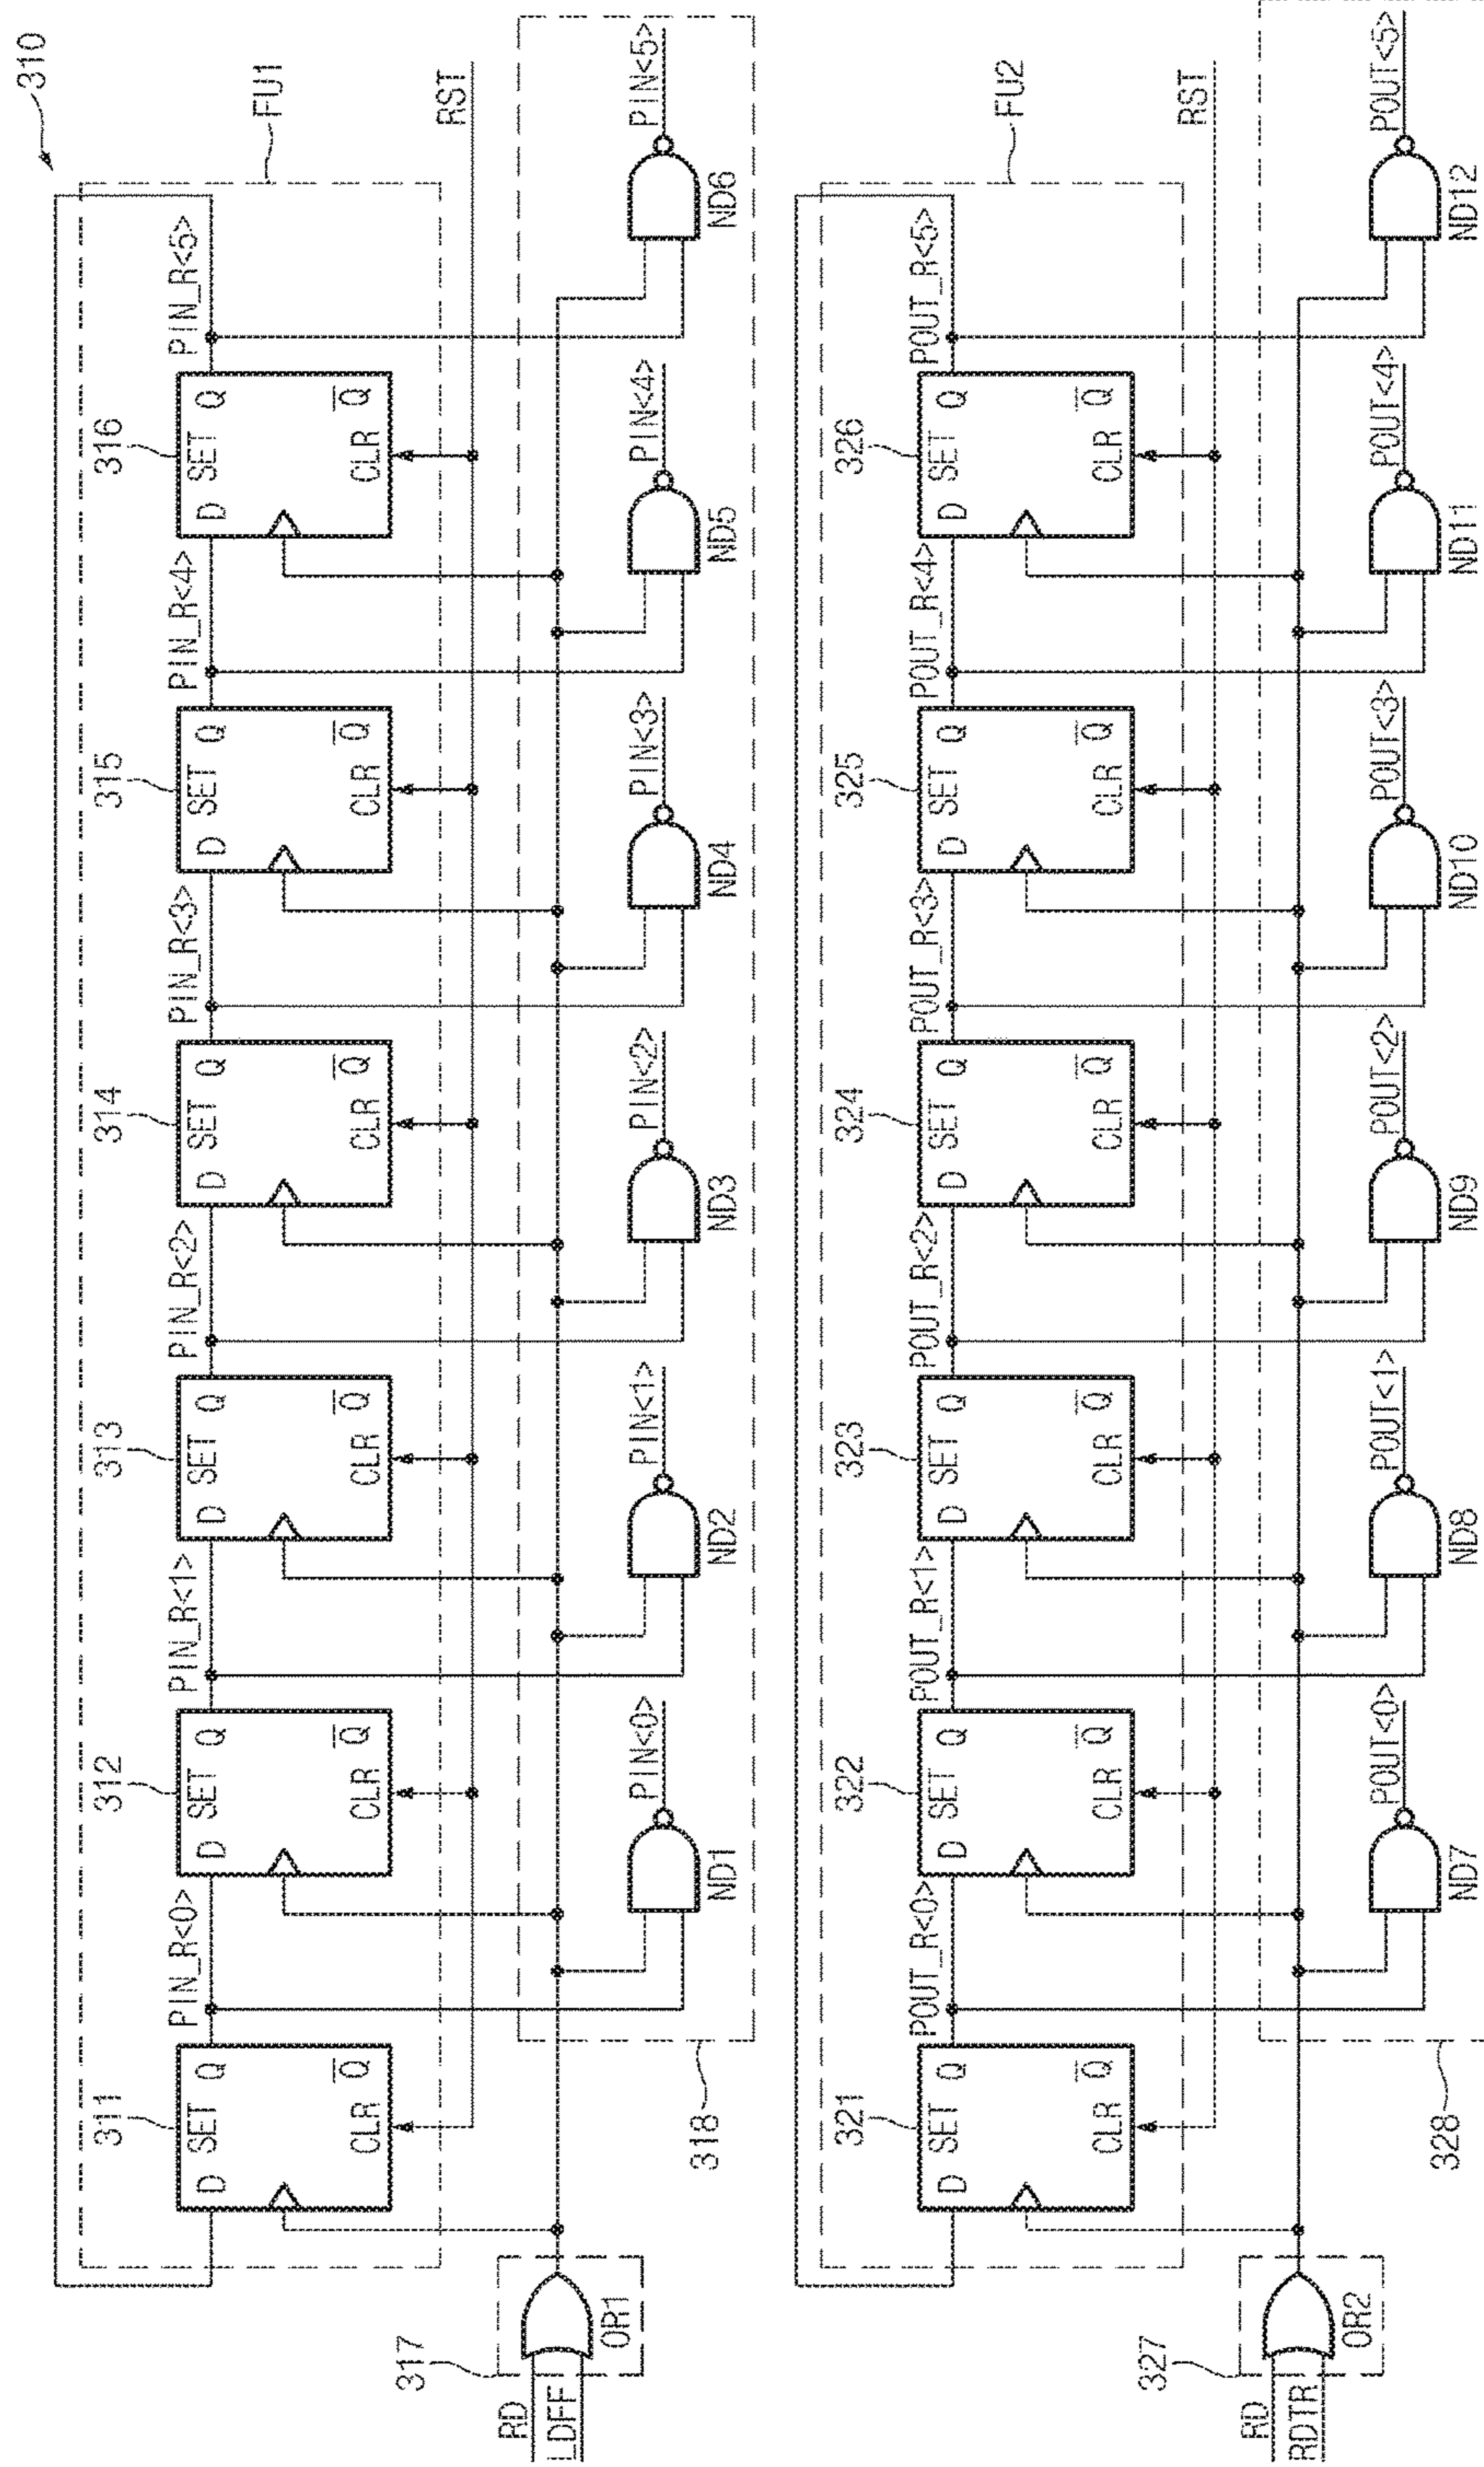 310
FU1
311
312
313
314
315
316
PIN_R<0>
PIN_R<1>
PIN_R<2>
PIN_R<3>
PIN_R<4>
PIN_R<5>
D SET Q
D SET Q
D SET Q
D SET Q
D SET Q
D SET Q
CLR Q
CLR Q
CLR Q
CLR Q
CLR Q
CLR Q
RST
317
RD
LDFF
OR1
PIN<0>
PIN<1>
PIN<2>
PIN<3>
PIN<4>
PIN<5>
ND1
ND2
ND3
ND4
ND5
ND6
318
FU2
321
322
323
324
325
326
POUT_R<0>
POUT_R<1>
POUT_R<2>
POUT_R<3>
POUT_R<4>
POUT_R<5>
D SET Q
D SET Q
D SET Q
D SET Q
D SET Q
D SET Q
CLR Q
CLR Q
CLR Q
CLR Q
CLR Q
CLR Q
RST
327
RD
RDTR
OR2
POUT<0>
POUT<1>
POUT<2>
POUT<3>
POUT<4>
POUT<5>
ND7
ND8
ND9
ND10
ND11
ND12
328